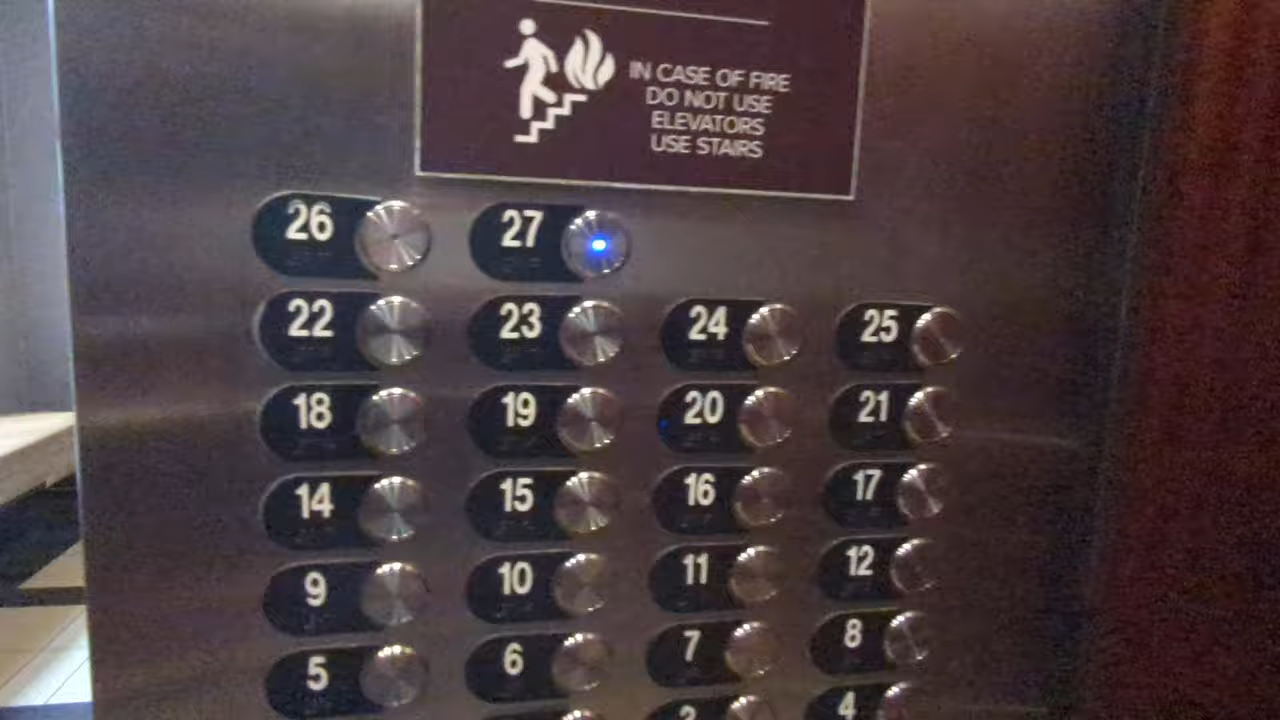 IN CASE OF FIRE
DO NOT USE
ELEVATORS
USE STAIRS
26 27
22 23 24 25
18 19 20 21
14 15 16 17
9 10 11 12
5 6 7 8
4